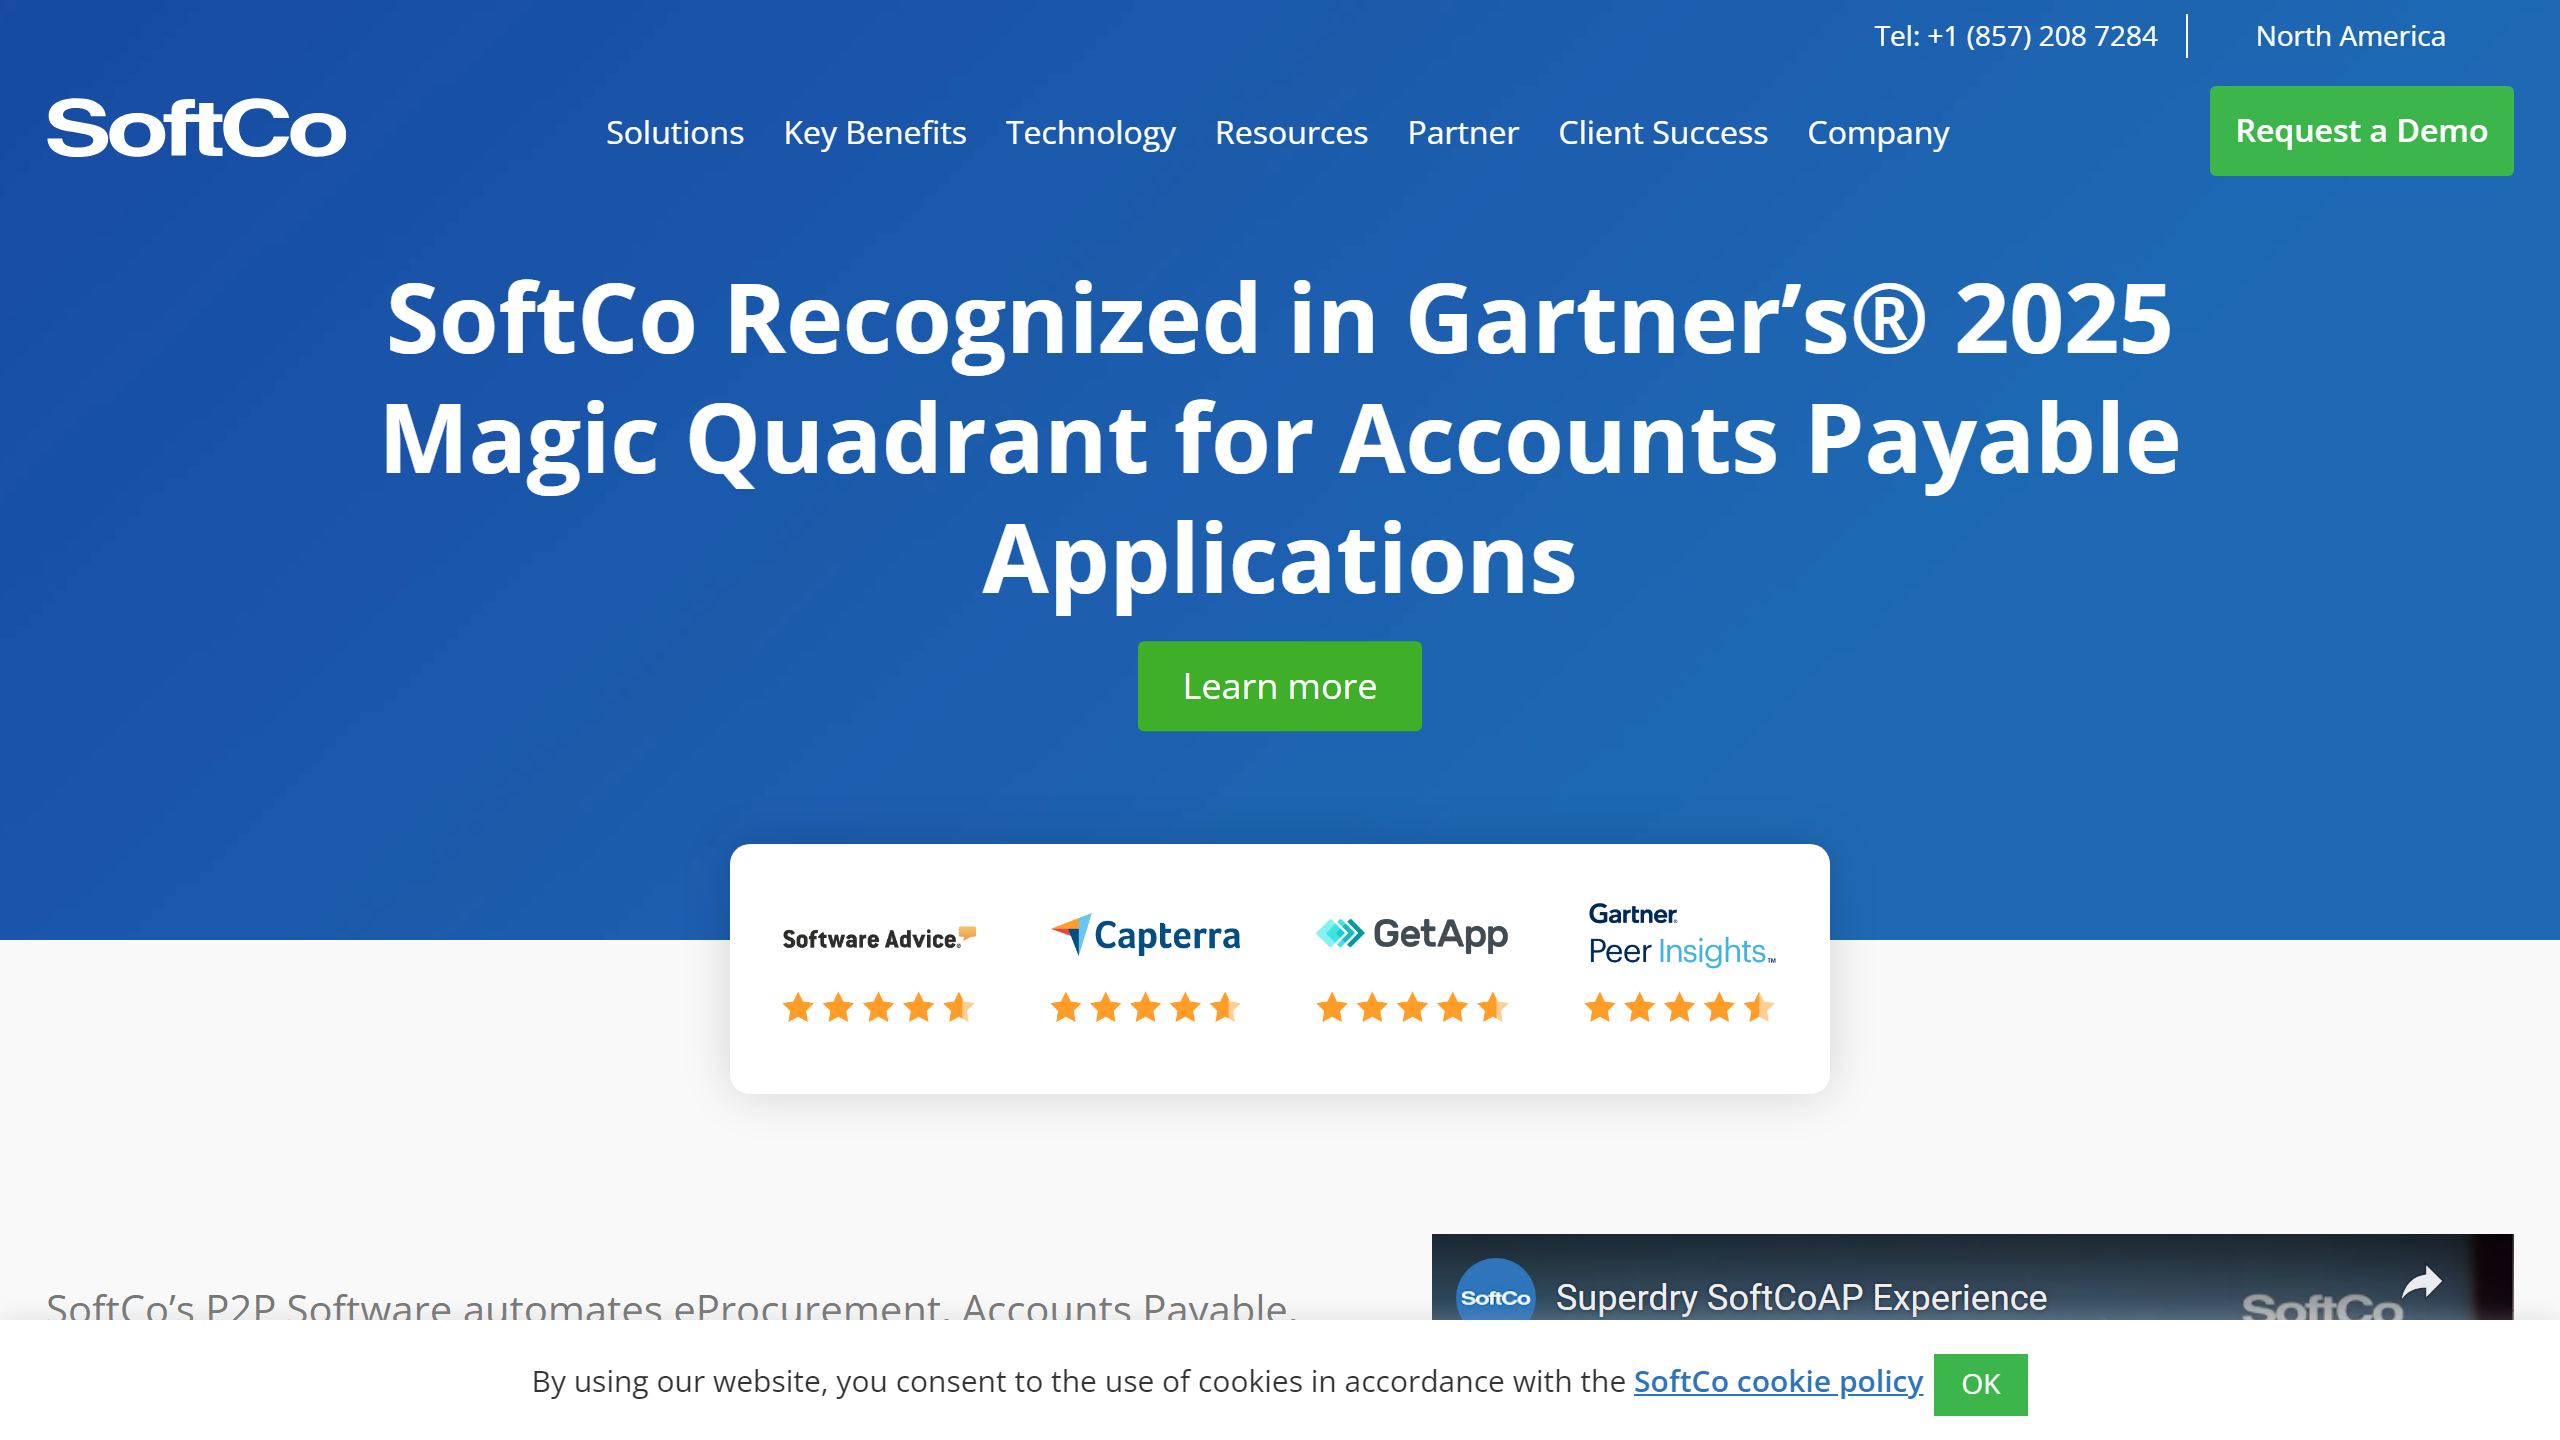 Tel: +1 (857) 208 7284
North America
SoftCo
Solutions
Key Benefits
Technology
Resources
Partner
Client Success
Company
Request a Demo
SoftCo Recognized in Gartner’s® 2025
Magic Quadrant for Accounts Payable
Applications
Learn more
Software Advice®
Capterra
GetApp
Gartner®
Peer Insights™
SoftCo’s P2P Software automates eProcurement, Accounts Payable,
SoftCo
Superdry SoftCoAP Experience
SoftCo
By using our website, you consent to the use of cookies in accordance with the SoftCo cookie policy
OK